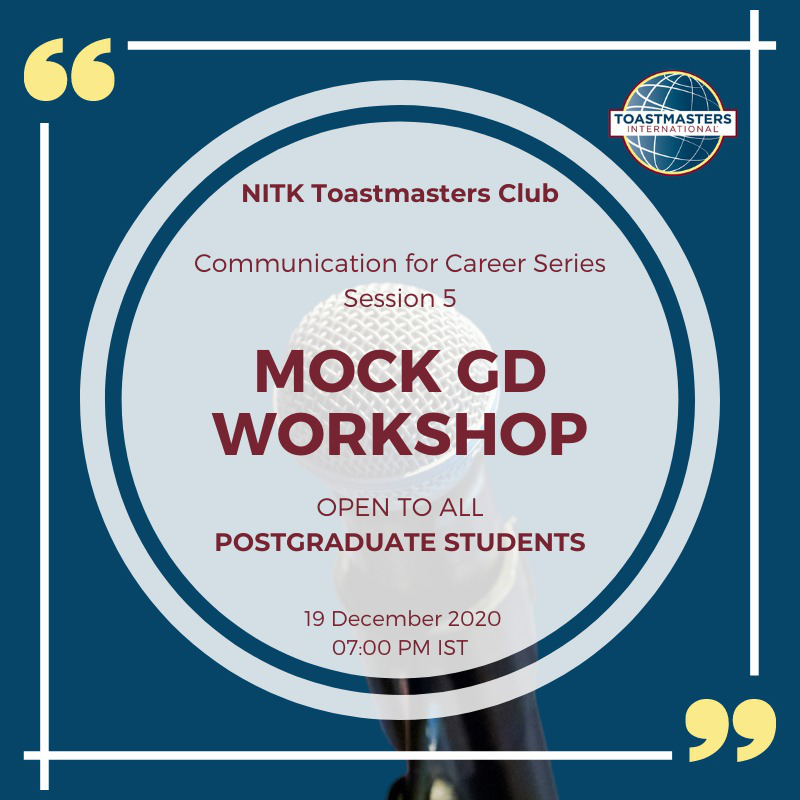 TOASTMASTERS
INTERNATIONAL
NITK Toastmasters Club
Communication for Career Series
Session 5
MOCK GD
WORKSHOP
OPEN TO ALL
POSTGRADUATE STUDENTS
19 December 2020
07:00 PM IST